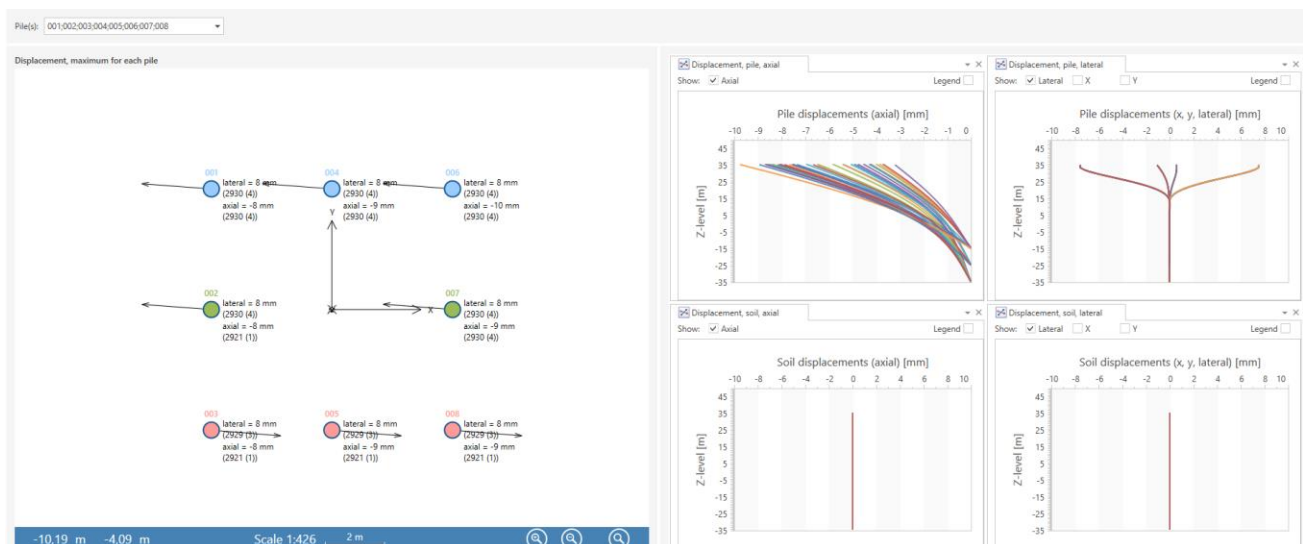 Pile(s): 001;002;003;004;005;006;007;008
Displacement, maximum for each pile
001
lateral = 8 mm
(2930 (4))
axial = -8 mm
(2930 (4))
004
lateral = 8 mm
(2930 (4))
axial = -9 mm
(2930 (4))
006
lateral = 8 mm
(2930 (4))
axial = -10 mm
(2930 (4))
Y
X
002
lateral = 8 mm
(2930 (4))
axial = -8 mm
(2921 (1))
007
lateral = 8 mm
(2930 (4))
axial = -9 mm
(2930 (4))
003
lateral = 8 mm
(2929 (3))
axial = -8 mm
(2921 (1))
005
lateral = 8 mm
(2929 (3))
axial = -9 mm
(2921 (1))
008
lateral = 8 mm
(2929 (3))
axial = -9 mm
(2921 (1))
-10.19 m -4.09 m Scale 1:426 2 m
Displacement, pile, axial
Show: Axial Legend
Pile displacements (axial) [mm]
-10 -9 -8 -7 -6 -5 -4 -3 -2 -1 0
Z-level [m]
45
35
25
15
5
-5
-15
-25
-35
Displacement, pile, lateral
Show: Lateral X Y Legend
Pile displacements (x, y, lateral) [mm]
-10 -8 -6 -4 -2 0 2 4 6 8 10
Z-level [m]
45
35
25
15
5
-5
-15
-25
-35
Displacement, soil, axial
Show: Axial Legend
Soil displacements (axial) [mm]
-10 -8 -6 -4 -2 0 2 4 6 8 10
Z-level [m]
45
35
25
15
5
-5
-15
-25
-35
Displacement, soil, lateral
Show: Lateral X Y Legend
Soil displacements (x, y, lateral) [mm]
-10 -8 -6 -4 -2 0 2 4 6 8 10
Z-level [m]
45
35
25
15
5
-5
-15
-25
-35